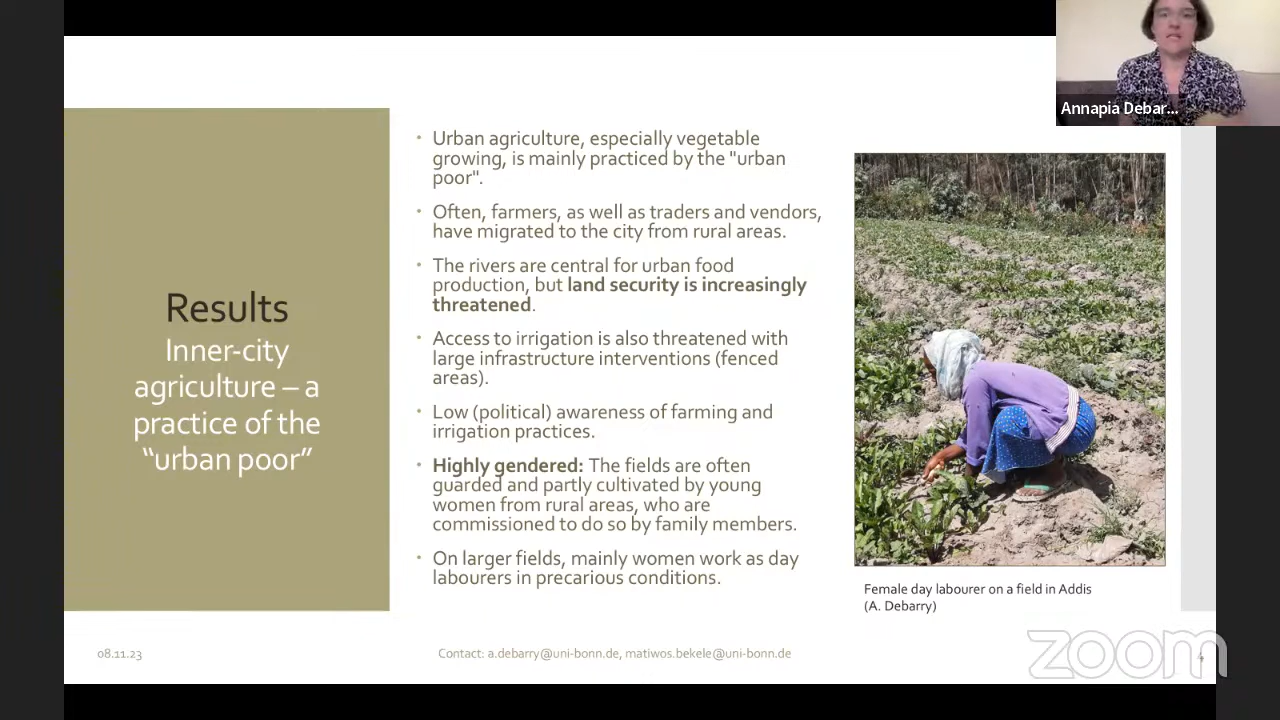 Annapia Debar...
Results
Inner-city
agriculture – a
practice of the
“urban poor”
• Urban agriculture, especially vegetable
growing, is mainly practiced by the "urban
poor".
• Often, farmers, as well as traders and vendors,
have migrated to the city from rural areas.
• The rivers are central for urban food
production, but land security is increasingly
threatened.
• Access to irrigation is also threatened with
large infrastructure interventions (fenced
areas).
• Low (political) awareness of farming and
irrigation practices.
• Highly gendered: The fields are often
guarded and partly cultivated by young
women from rural areas, who are
commissioned to do so by family members.
• On larger fields, mainly women work as day
labourers in precarious conditions.
Female day labourer on a field in Addis
(A. Debarry)
08.11.23
Contact: a.debarry@uni-bonn.de, matiwos.bekele@uni-bonn.de
4
zoom